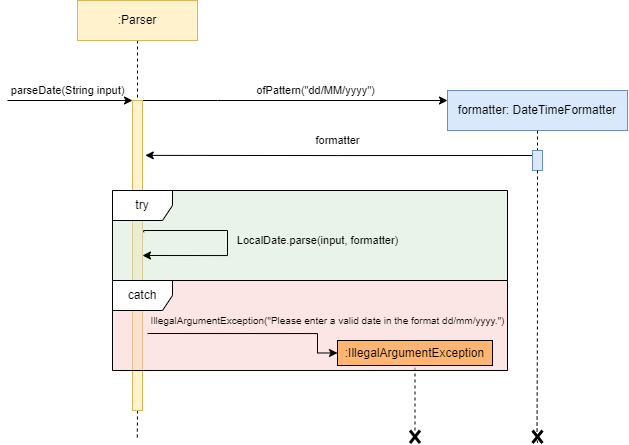 :Parser
parseDate(String input)
ofPattern("dd/MM/yyyy")
formatter: DateTimeFormatter
formatter
try
LocalDate.parse(input, formatter)
catch
IllegalArgumentException("Please enter a valid date in the format dd/mm/yyyy.")
:IllegalArgumentException